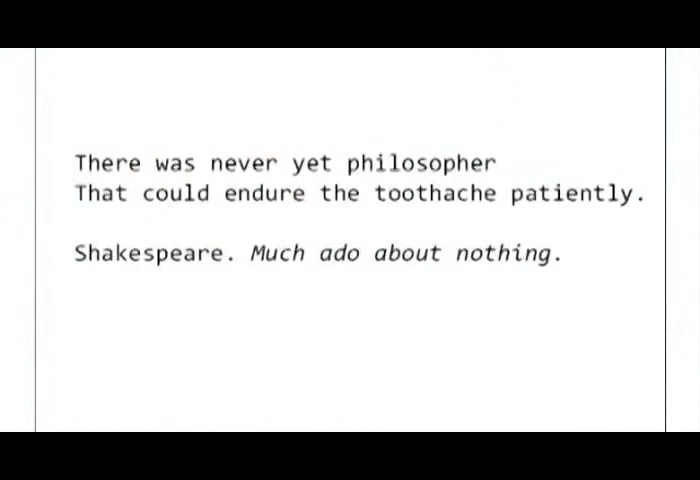 There was never yet philosopher
That could endure the toothache patiently.
Shakespeare. Much ado about nothing.